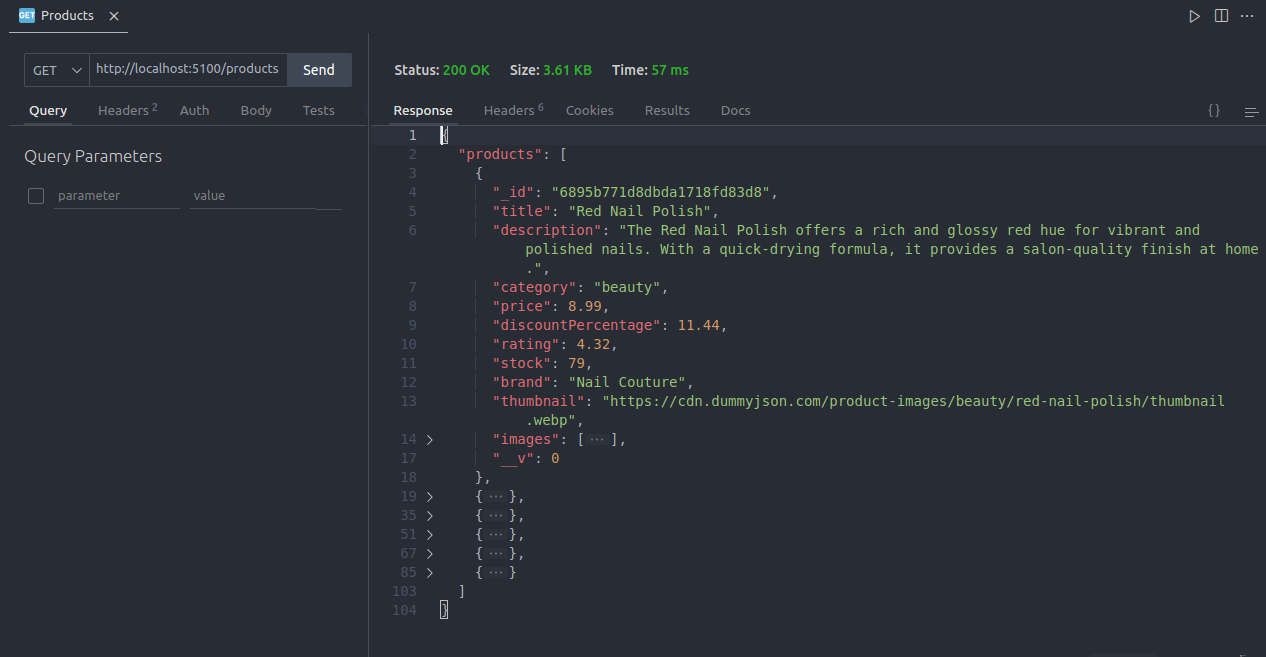 GET Products
GET http://localhost:5100/products Send
Query Headers 2 Auth Body Tests
Query Parameters
parameter value
Status: 200 OK Size: 3.61 KB Time: 57 ms
Response Headers 6 Cookies Results Docs {}
1 {
2 "products": [
3 {
4 "_id": "6895b771d8dbda1718fd83d8",
5 "title": "Red Nail Polish",
6 "description": "The Red Nail Polish offers a rich and glossy red hue for vibrant and
polished nails. With a quick-drying formula, it provides a salon-quality finish at home
.",
7 "category": "beauty",
8 "price": 8.99,
9 "discountPercentage": 11.44,
10 "rating": 4.32,
11 "stock": 79,
12 "brand": "Nail Couture",
13 "thumbnail": "https://cdn.dummyjson.com/product-images/beauty/red-nail-polish/thumbnail
.webp",
14 "images": [ ··· ],
17 "__v": 0
18 },
19 { ··· },
35 { ··· },
51 { ··· },
67 { ··· },
85 { ··· }
103 ]
104 }